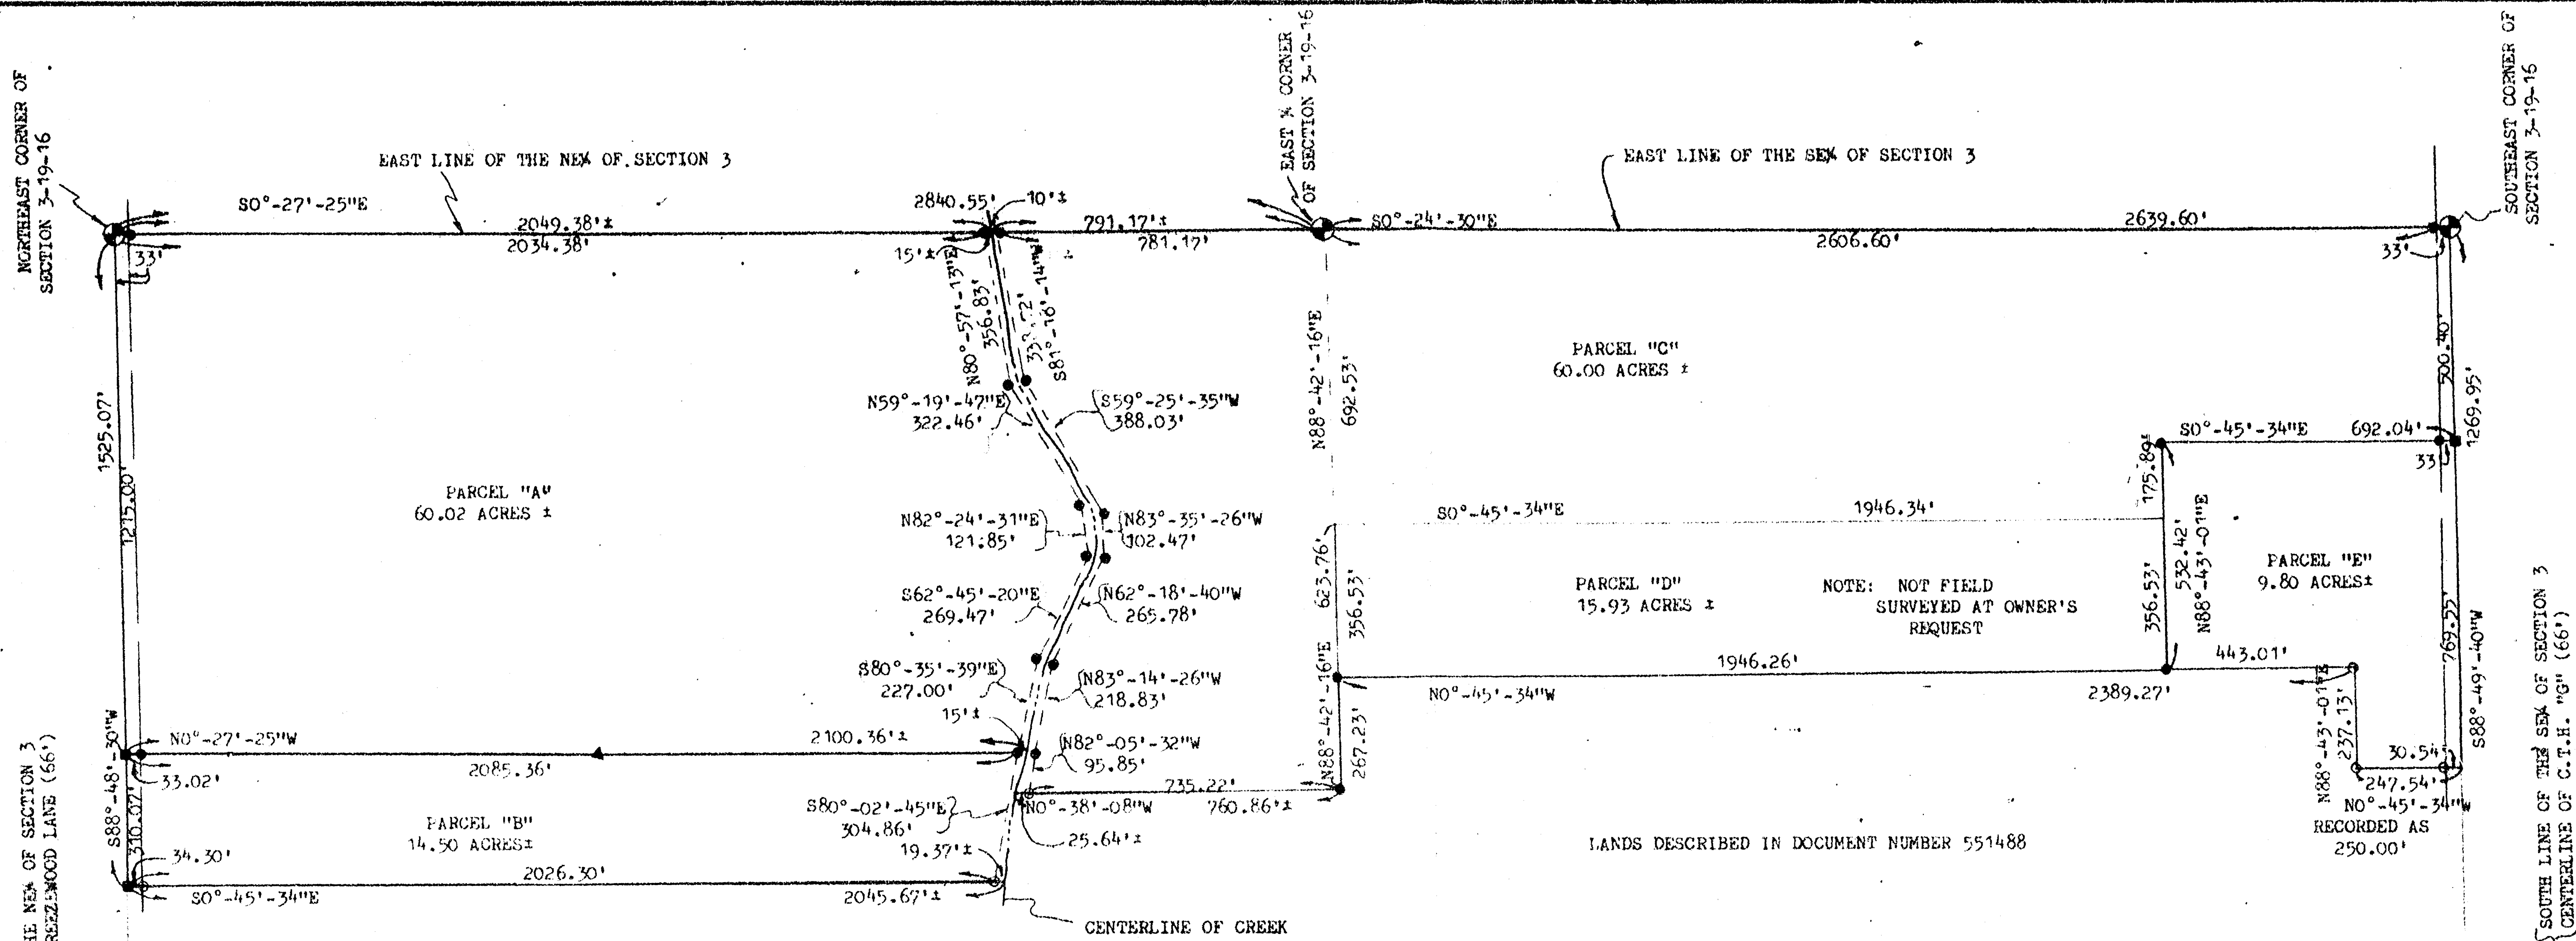 NORTHEAST CORNER OF
SECTION 3-19-16
EAST LINE OF THE NE¼ OF SECTION 3
S0°-27'-25"E
2049.38'±
2034.38'
2840.55'
10'±
15'±
791.17'±
781.17'
EAST ¼ CORNER
OF SECTION 3-19-16
EAST LINE OF THE SE¼ OF SECTION 3
S0°-24'-30"E
2639.60'
2606.60'
33'
SOUTHEAST CORNER OF
SECTION 3-19-16
33'
1525.07'
1215.00'
N80°-57'-13"E
356.83'
S81°-18'-14"W
N59°-19'-47"E
322.46'
S59°-25'-35"W
388.03'
N88°-42'-16"E
692.53'
PARCEL "C"
60.00 ACRES ±
500.40'
1269.95'
S0°-45'-34"E
692.04'
33
175.89'
PARCEL "A"
60.02 ACRES ±
N82°-24'-31"E
121.85'
N83°-35'-26"W
102.47'
S0°-45'-34"E
1946.34'
623.76'
356.53'
PARCEL "D"
15.93 ACRES ±
NOTE: NOT FIELD
SURVEYED AT OWNER'S
REQUEST
356.53'
532.42'
N88°-43'-01"E
PARCEL "E"
9.80 ACRES±
769.55'
S88°-49'-40"W
S62°-45'-20"E
269.47'
N62°-18'-40"W
265.78'
S80°-35'-39"E
227.00'
N83°-14'-26"W
218.83'
1946.26'
443.01'
N0°-45'-34"W
2389.27'
N88°-42'-16"E
267.23'
N88°-43'-01"E
237.13'
30.54'
247.54'
N0°-45'-34"W
RECORDED AS
250.00'
S88°-48'-30"W
310.07'
N0°-27'-25"W
2100.36'±
2085.36'
33.02'
15'±
N82°-05'-32"W
95.85'
735.22'
N0°-38'-08"W
760.86'±
S80°-02'-45"E
304.86'
25.64'±
19.37'±
PARCEL "B"
14.50 ACRES±
34.30'
2026.30'
S0°-45'-34"E
2045.67'±
CENTERLINE OF CREEK
LANDS DESCRIBED IN DOCUMENT NUMBER 551488
HE NE¼ OF SECTION 3
REEZEWOOD LANE (66')
SOUTH LINE OF THE SE¼ OF SECTION 3
CENTERLINE OF C.T.H. "G" (66')